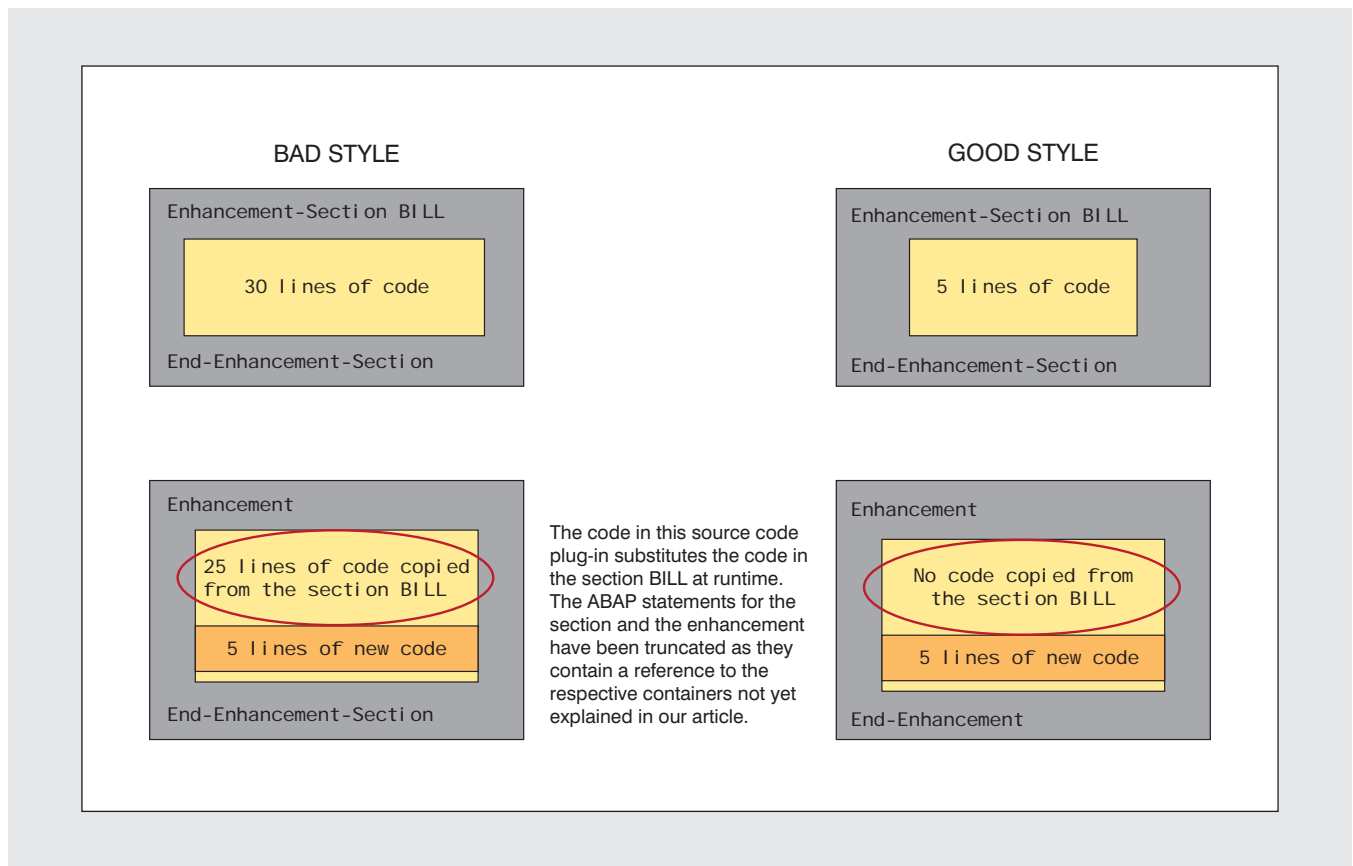 BAD STYLE
Enhancement-Section BILL
30 lines of code
End-Enhancement-Section
GOOD STYLE
Enhancement-Section BILL
5 lines of code
End-Enhancement-Section
Enhancement
25 lines of code copied
from the section BILL
5 lines of new code
End-Enhancement-Section
The code in this source code
plug-in substitutes the code in
the section BILL at runtime.
The ABAP statements for the
section and the enhancement
have been truncated as they
contain a reference to the
respective containers not yet
explained in our article.
Enhancement
No code copied from
the section BILL
5 lines of new code
End-Enhancement